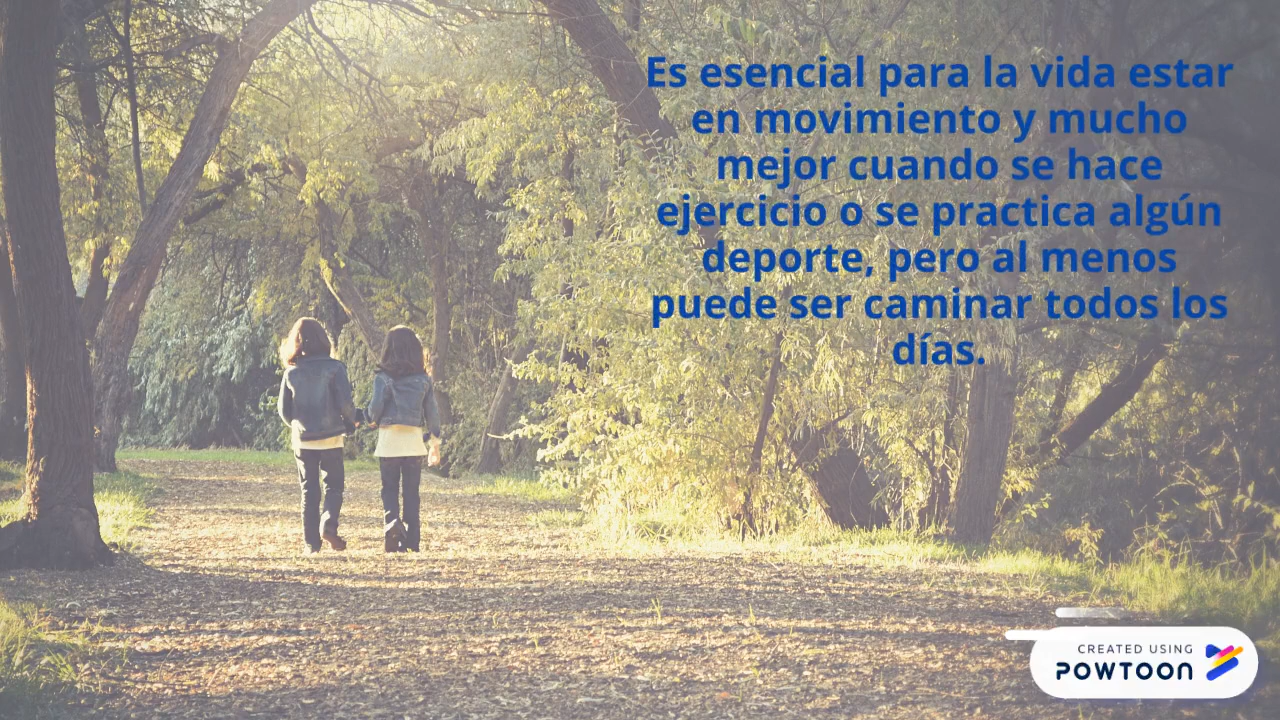 Es esencial para la vida estar
en movimiento y mucho
mejor cuando se hace
ejercicio o se practica algún
deporte, pero al menos
puede ser caminar todos los
días.
CREATED USING
POWTOON